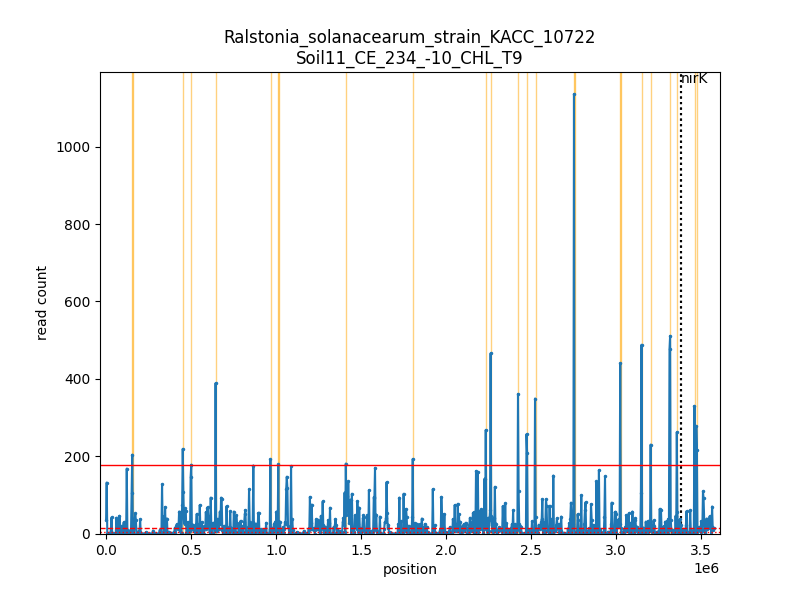 Ralstonia_solanacearum_strain_KACC_10722
Soil11_CE_234_-10_CHL_T9
nirK
1000
800
600
400
200
0
read count
0.0 0.5 1.0 1.5 2.0 2.5 3.0 3.5
1e6
position